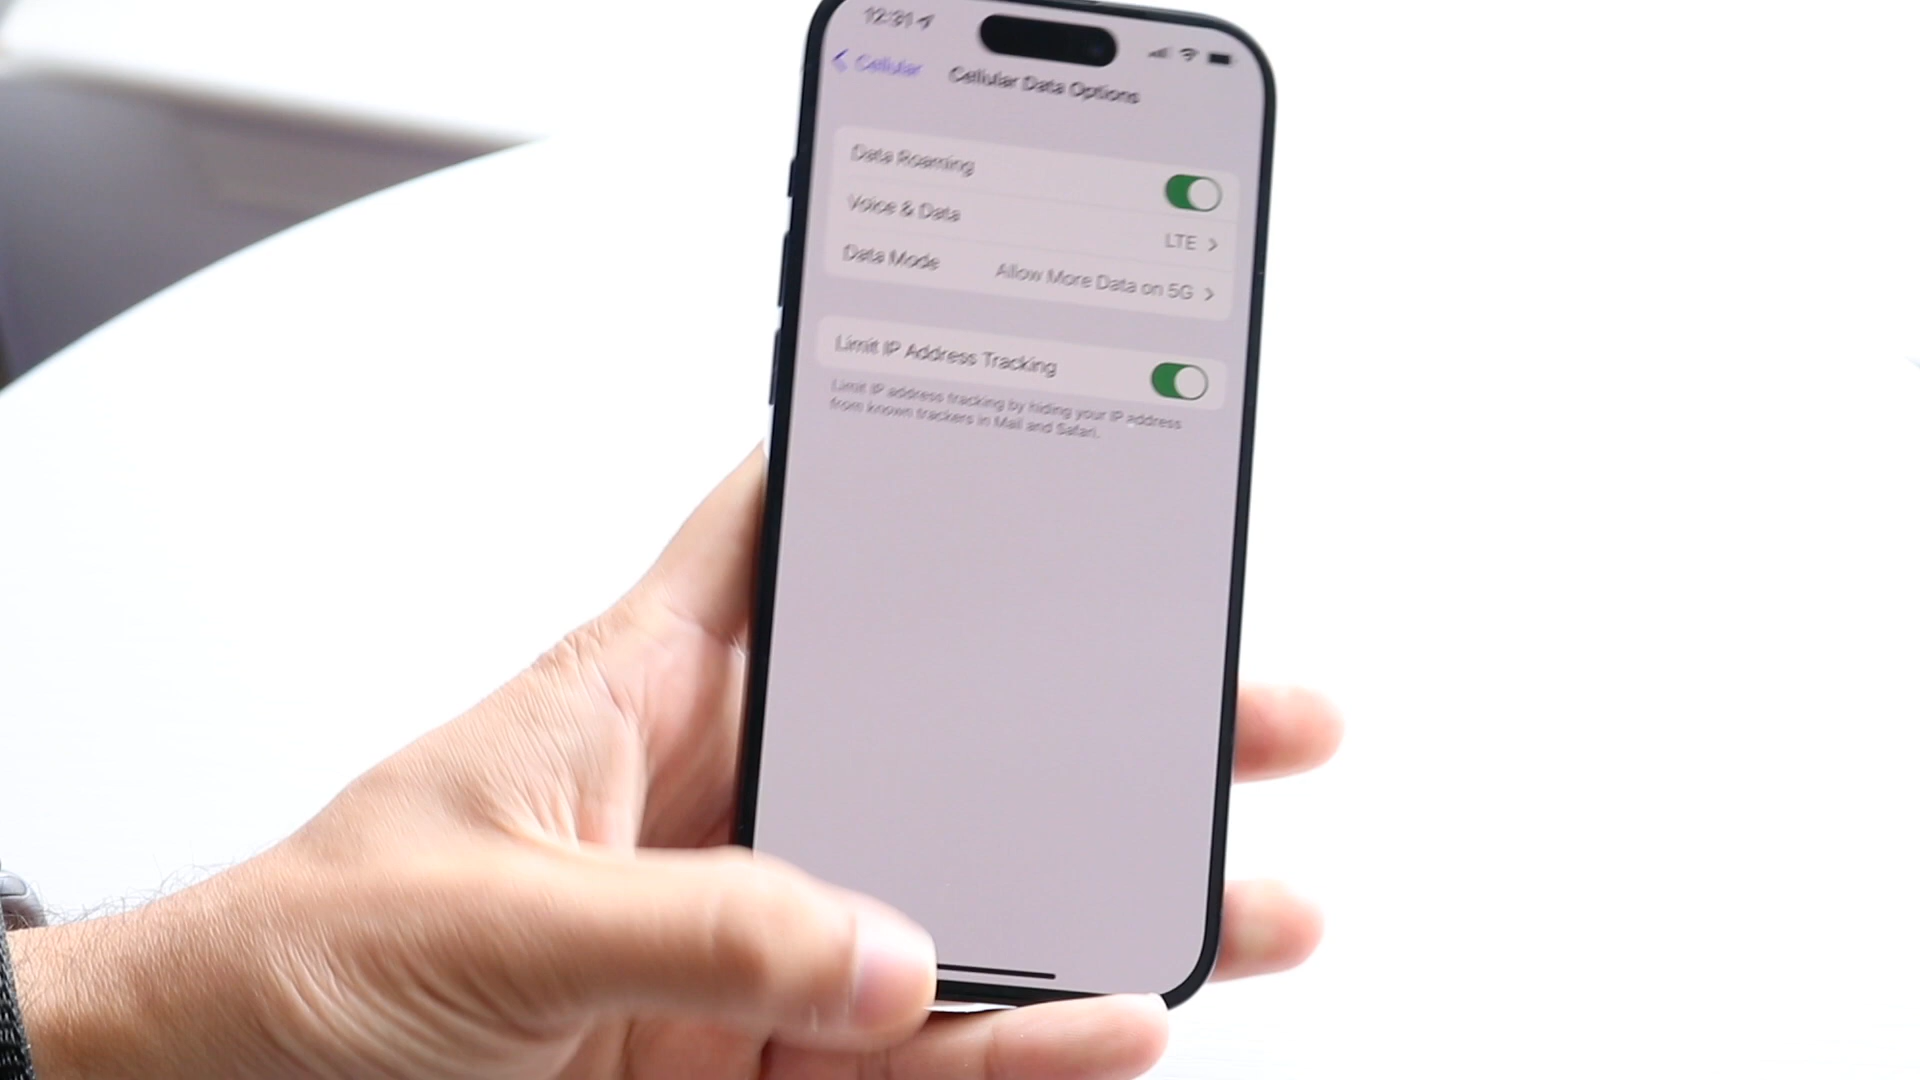 12:31
Cellular
Cellular Data Options
Data Roaming
Voice & Data
LTE
Data Mode
Allow More Data on 5G
Limit IP Address Tracking
Limit IP address tracking by hiding your IP address
from known trackers in Mail and Safari.